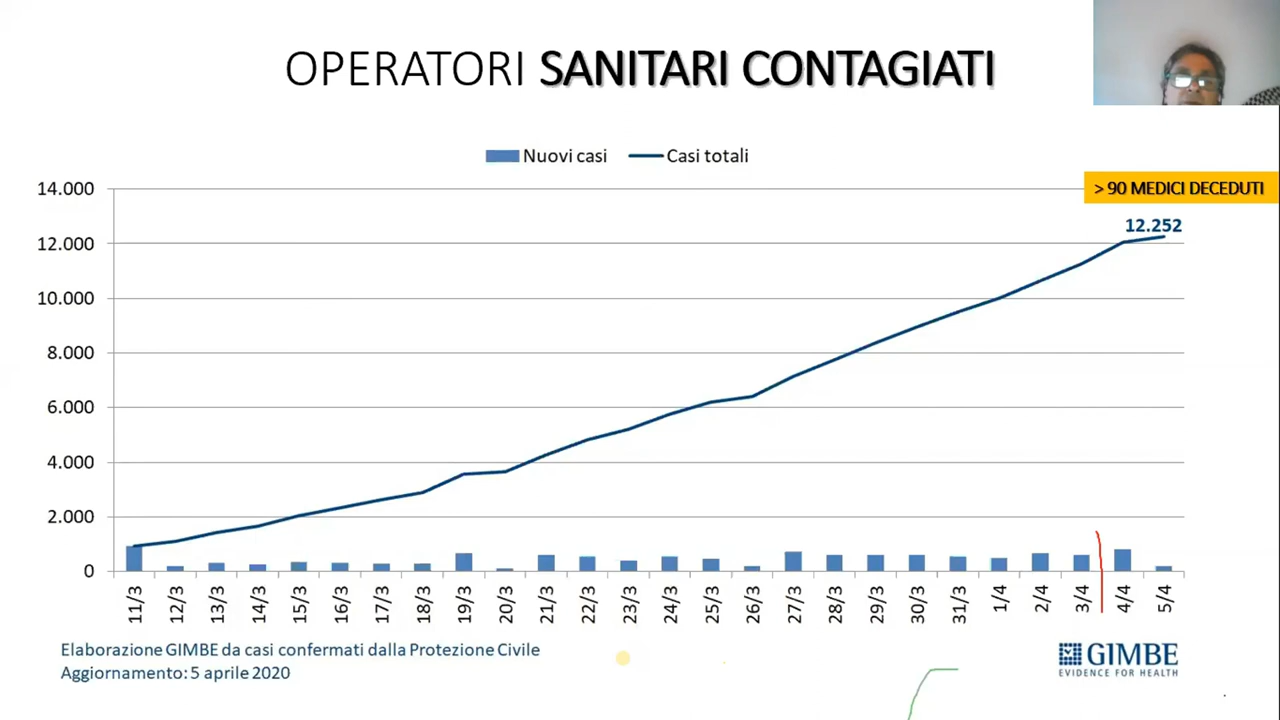 OPERATORI SANITARI CONTAGIATI
Nuovi casi
Casi totali
> 90 MEDICI DECEDUTI
14.000
12.252
12.000
10.000
8.000
6.000
4.000
2.000
0
11/3 12/3 13/3 14/3 15/3 16/3 17/3 18/3 19/3 20/3 21/3 22/3 23/3 24/3 25/3 26/3 27/3 28/3 29/3 30/3 31/3 1/4 2/4 3/4 4/4 5/4
Elaborazione GIMBE da casi confermati dalla Protezione Civile
Aggiornamento: 5 aprile 2020
GIMBE
EVIDENCE FOR HEALTH